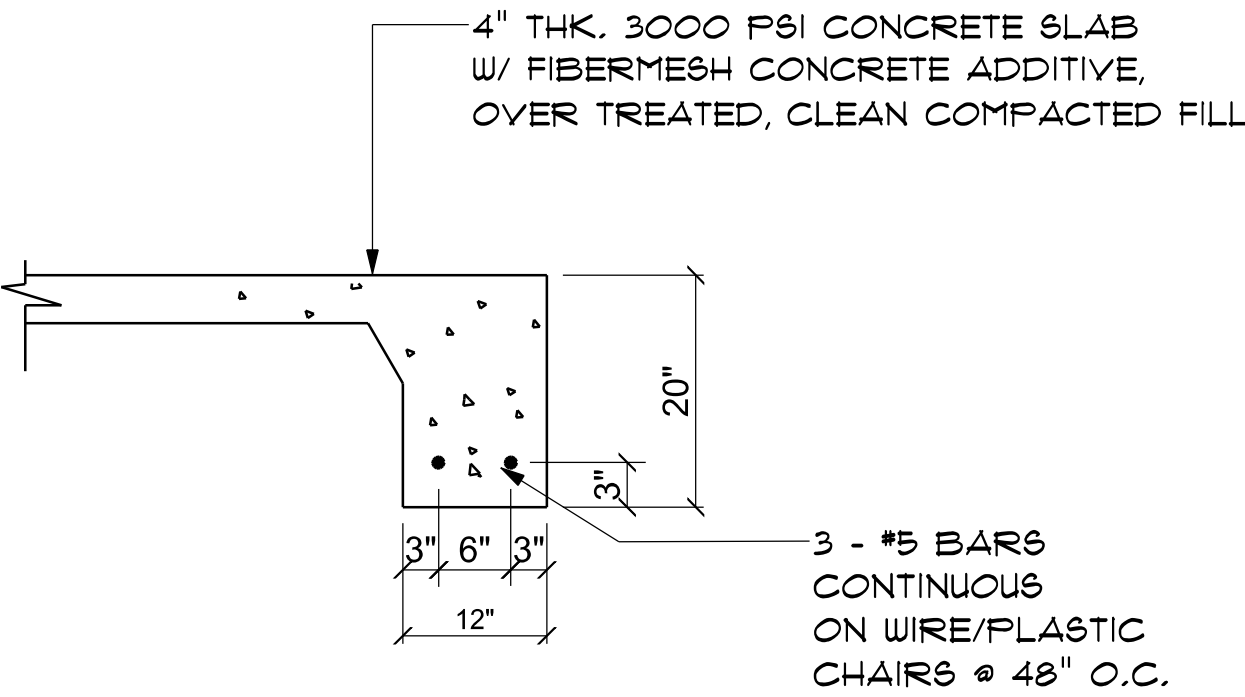 4" THK. 3000 PSI CONCRETE SLAB
W/ FIBERMESH CONCRETE ADDITIVE,
OVER TREATED, CLEAN COMPACTED FILL
20"
3"
3" 6" 3"
12"
3 - #5 BARS
CONTINUOUS
ON WIRE/PLASTIC
CHAIRS @ 48" O.C.